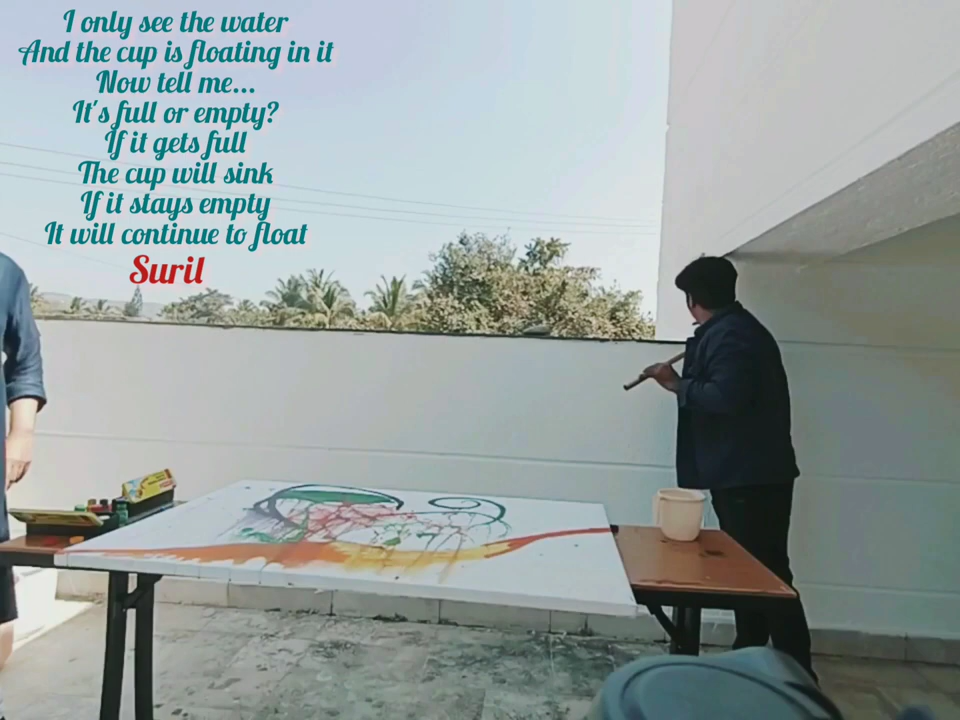 I only see the water
And the cup is floating in it
Now tell me...
It's full or empty?
If it gets full
The cup will sink
If it stays empty
It will continue to float
Suril